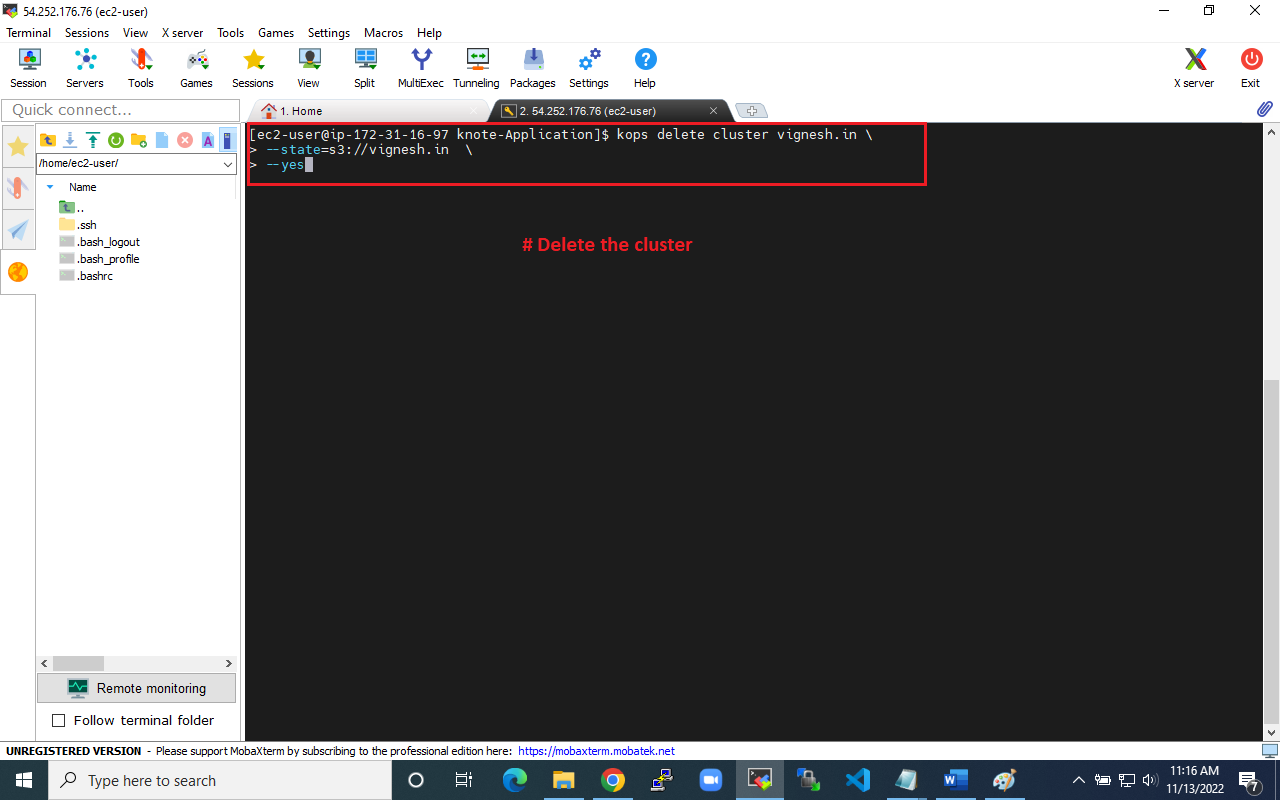 54.252.176.76 (ec2-user)
Terminal Sessions View X server Tools Games Settings Macros Help
Session Servers Tools Games Sessions View Split MultiExec Tunneling Packages Settings Help X server Exit
Quick connect...
1. Home
2. 54.252.176.76 (ec2-user)
/home/ec2-user/
Name
..
.ssh
.bash_logout
.bash_profile
.bashrc
[ec2-user@ip-172-31-16-97 knote-Application]$ kops delete cluster vignesh.in \
> --state=s3://vignesh.in \
> --yes
# Delete the cluster
Remote monitoring
Follow terminal folder
UNREGISTERED VERSION - Please support MobaXterm by subscribing to the professional edition here: https://mobaxterm.mobatek.net
Type here to search
11:16 AM
11/13/2022
7